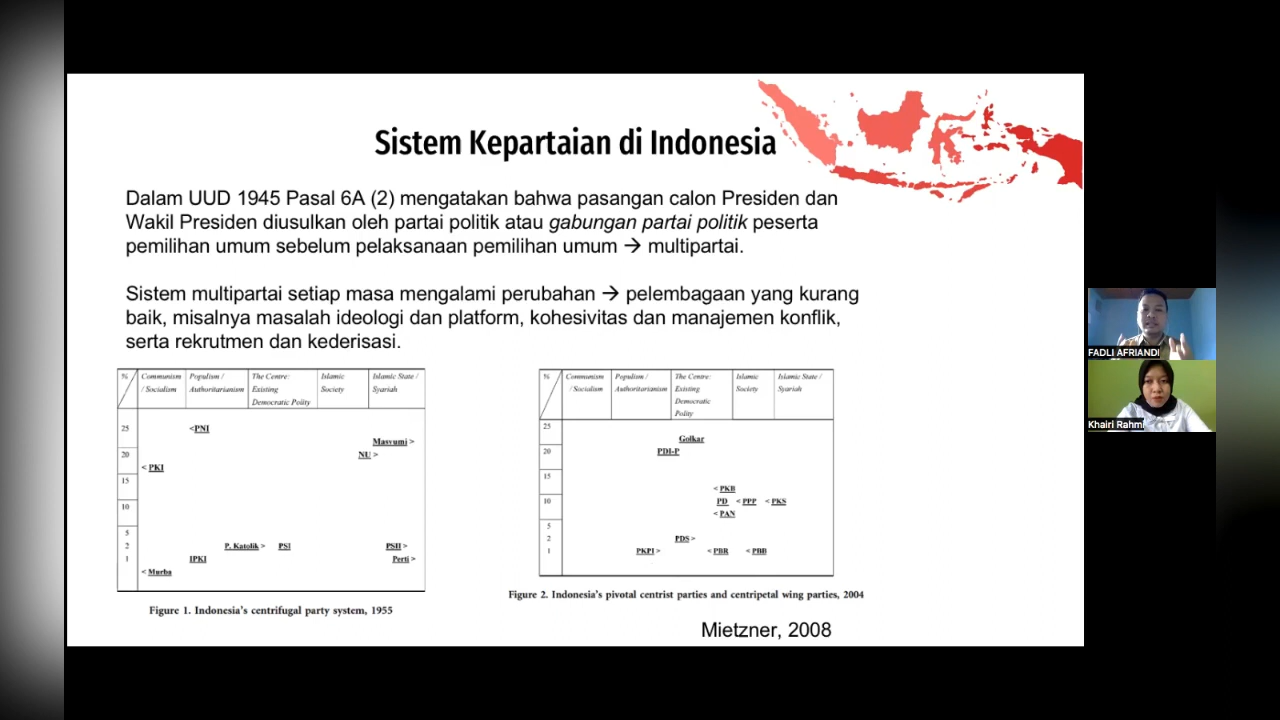 Sistem Kepartaian di Indonesia
Dalam UUD 1945 Pasal 6A (2) mengatakan bahwa pasangan calon Presiden dan
Wakil Presiden diusulkan oleh partai politik atau gabungan partai politik peserta
pemilihan umum sebelum pelaksanaan pemilihan umum → multipartai.
Sistem multipartai setiap masa mengalami perubahan → pelembagaan yang kurang
baik, misalnya masalah ideologi dan platform, kohesivitas dan manajemen konflik,
serta rekrutmen dan kederisasi.
% Communism / Socialism Populism / Authoritarianism The Centre: Existing Democratic Polity Islamic Society Islamic State / Syariah
25 <PNI
Masyumi >
20 NU >
< PKI
15
10
5
2 P. Katolik > PSI PSII >
1 IPKI Perti >
< Murba
Figure 1. Indonesia's centrifugal party system, 1955
% Communism / Socialism Populism / Authoritarianism The Centre: Existing Democratic Polity Islamic Society Islamic State / Syariah
25
Golkar
20 PDI-P
15
< PKB
10 PD < PPP < PKS
< PAN
5
2 PDS >
1 PKPI > < PBR < PBB
Figure 2. Indonesia's pivotal centrist parties and centripetal wing parties, 2004
Mietzner, 2008
FADLI AFRIANDI
Khairi Rahmi